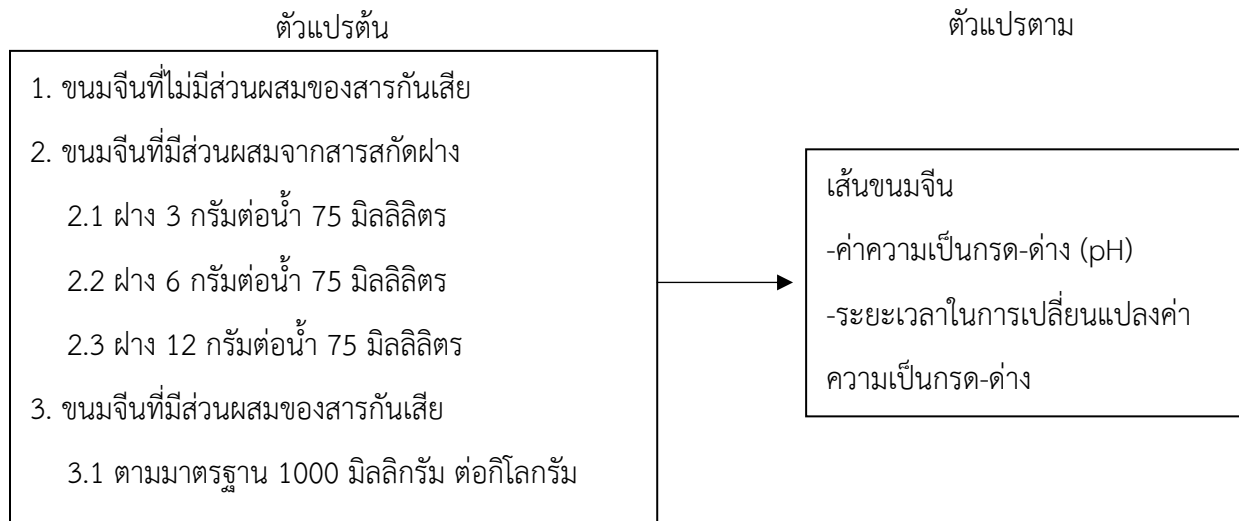 ตัวแปรต้น
1. ขนมจีนที่ไม่มีส่วนผสมของสารกันเสีย
2. ขนมจีนที่มีส่วนผสมจากสารสกัดฝาง
2.1 ฝาง 3 กรัมต่อน้ำ 75 มิลลิลิตร
2.2 ฝาง 6 กรัมต่อน้ำ 75 มิลลิลิตร
2.3 ฝาง 12 กรัมต่อน้ำ 75 มิลลิลิตร
3. ขนมจีนที่มีส่วนผสมของสารกันเสีย
3.1 ตามมาตรฐาน 1000 มิลลิกรัม ต่อกิโลกรัม
ตัวแปรตาม
เส้นขนมจีน
-ค่าความเป็นกรด-ด่าง (pH)
-ระยะเวลาในการเปลี่ยนแปลงค่า
ความเป็นกรด-ด่าง